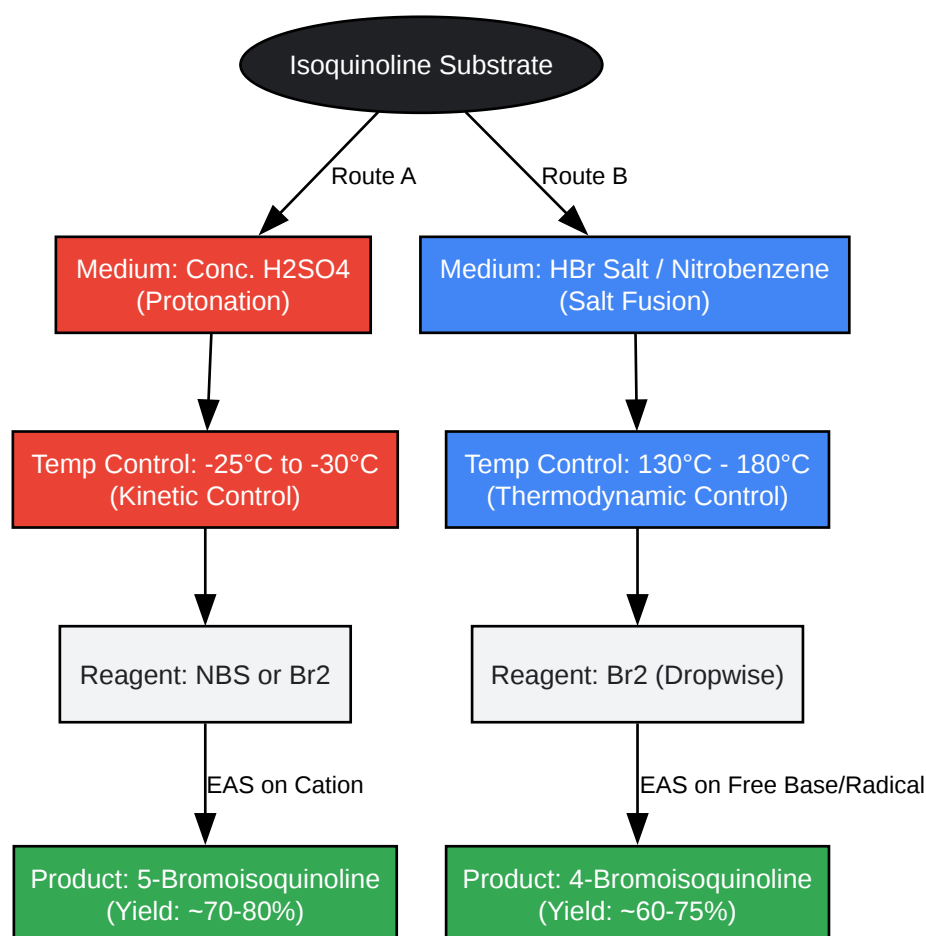 Isoquinoline Substrate
Route A
Route B
Medium: Conc. H2SO4
(Protonation)
Medium: HBr Salt / Nitrobenzene
(Salt Fusion)
Temp Control: -25°C to -30°C
(Kinetic Control)
Temp Control: 130°C - 180°C
(Thermodynamic Control)
Reagent: NBS or Br2
Reagent: Br2 (Dropwise)
EAS on Cation
EAS on Free Base/Radical
Product: 5-Bromoisoquinoline
(Yield: ~70-80%)
Product: 4-Bromoisoquinoline
(Yield: ~60-75%)